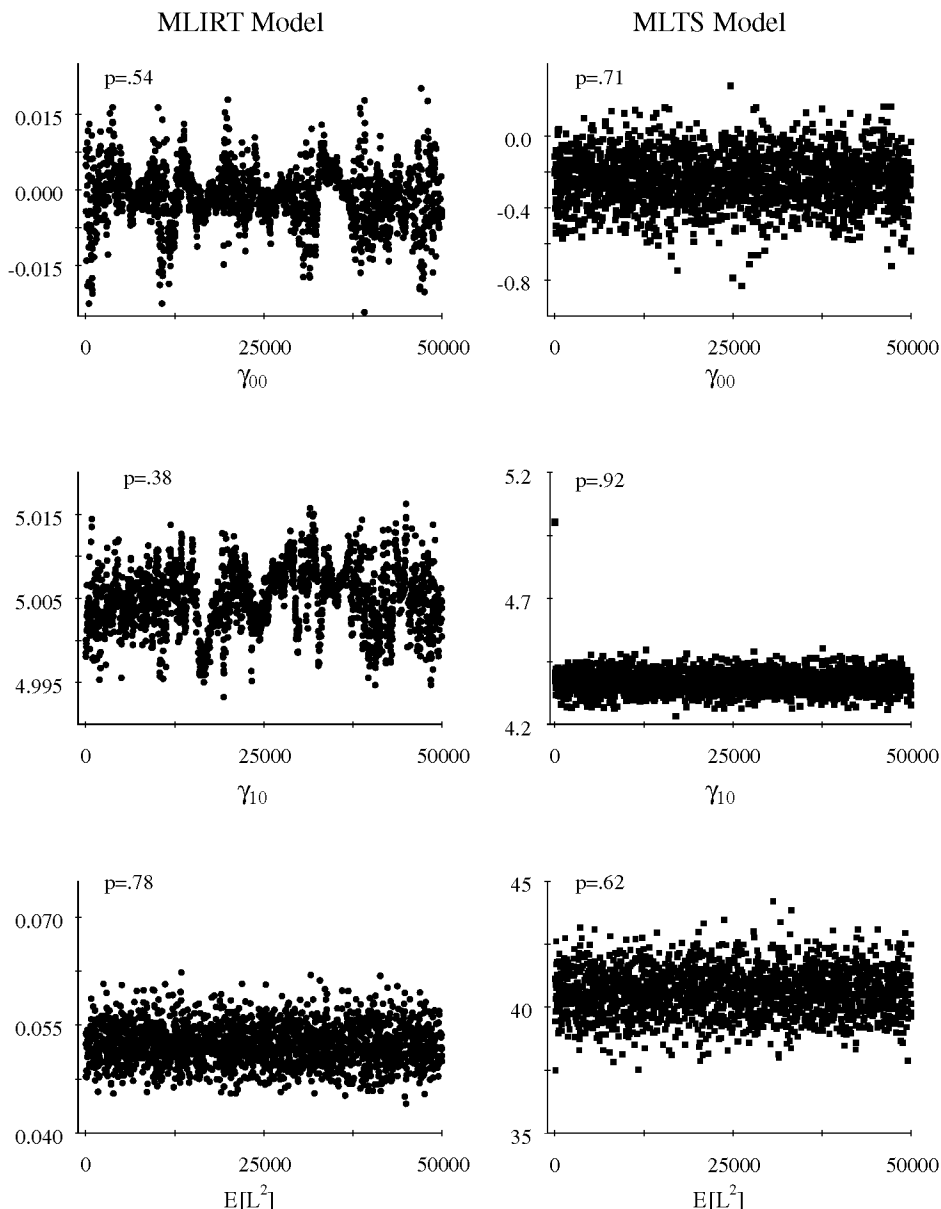 MLIRT Model MLTS Model
p=.54 p=.71
0.015
0.000
-0.015
0.0
-0.4
-0.8
0 25000 50000 0 25000 50000
γ00 γ00
p=.38 p=.92
5.015
5.005
4.995
5.2
4.7
4.2
0 25000 50000 0 25000 50000
γ10 γ10
p=.78 p=.62
0.070
0.055
0.040
45
40
35
0 25000 50000 0 25000 50000
E[L²] E[L²]